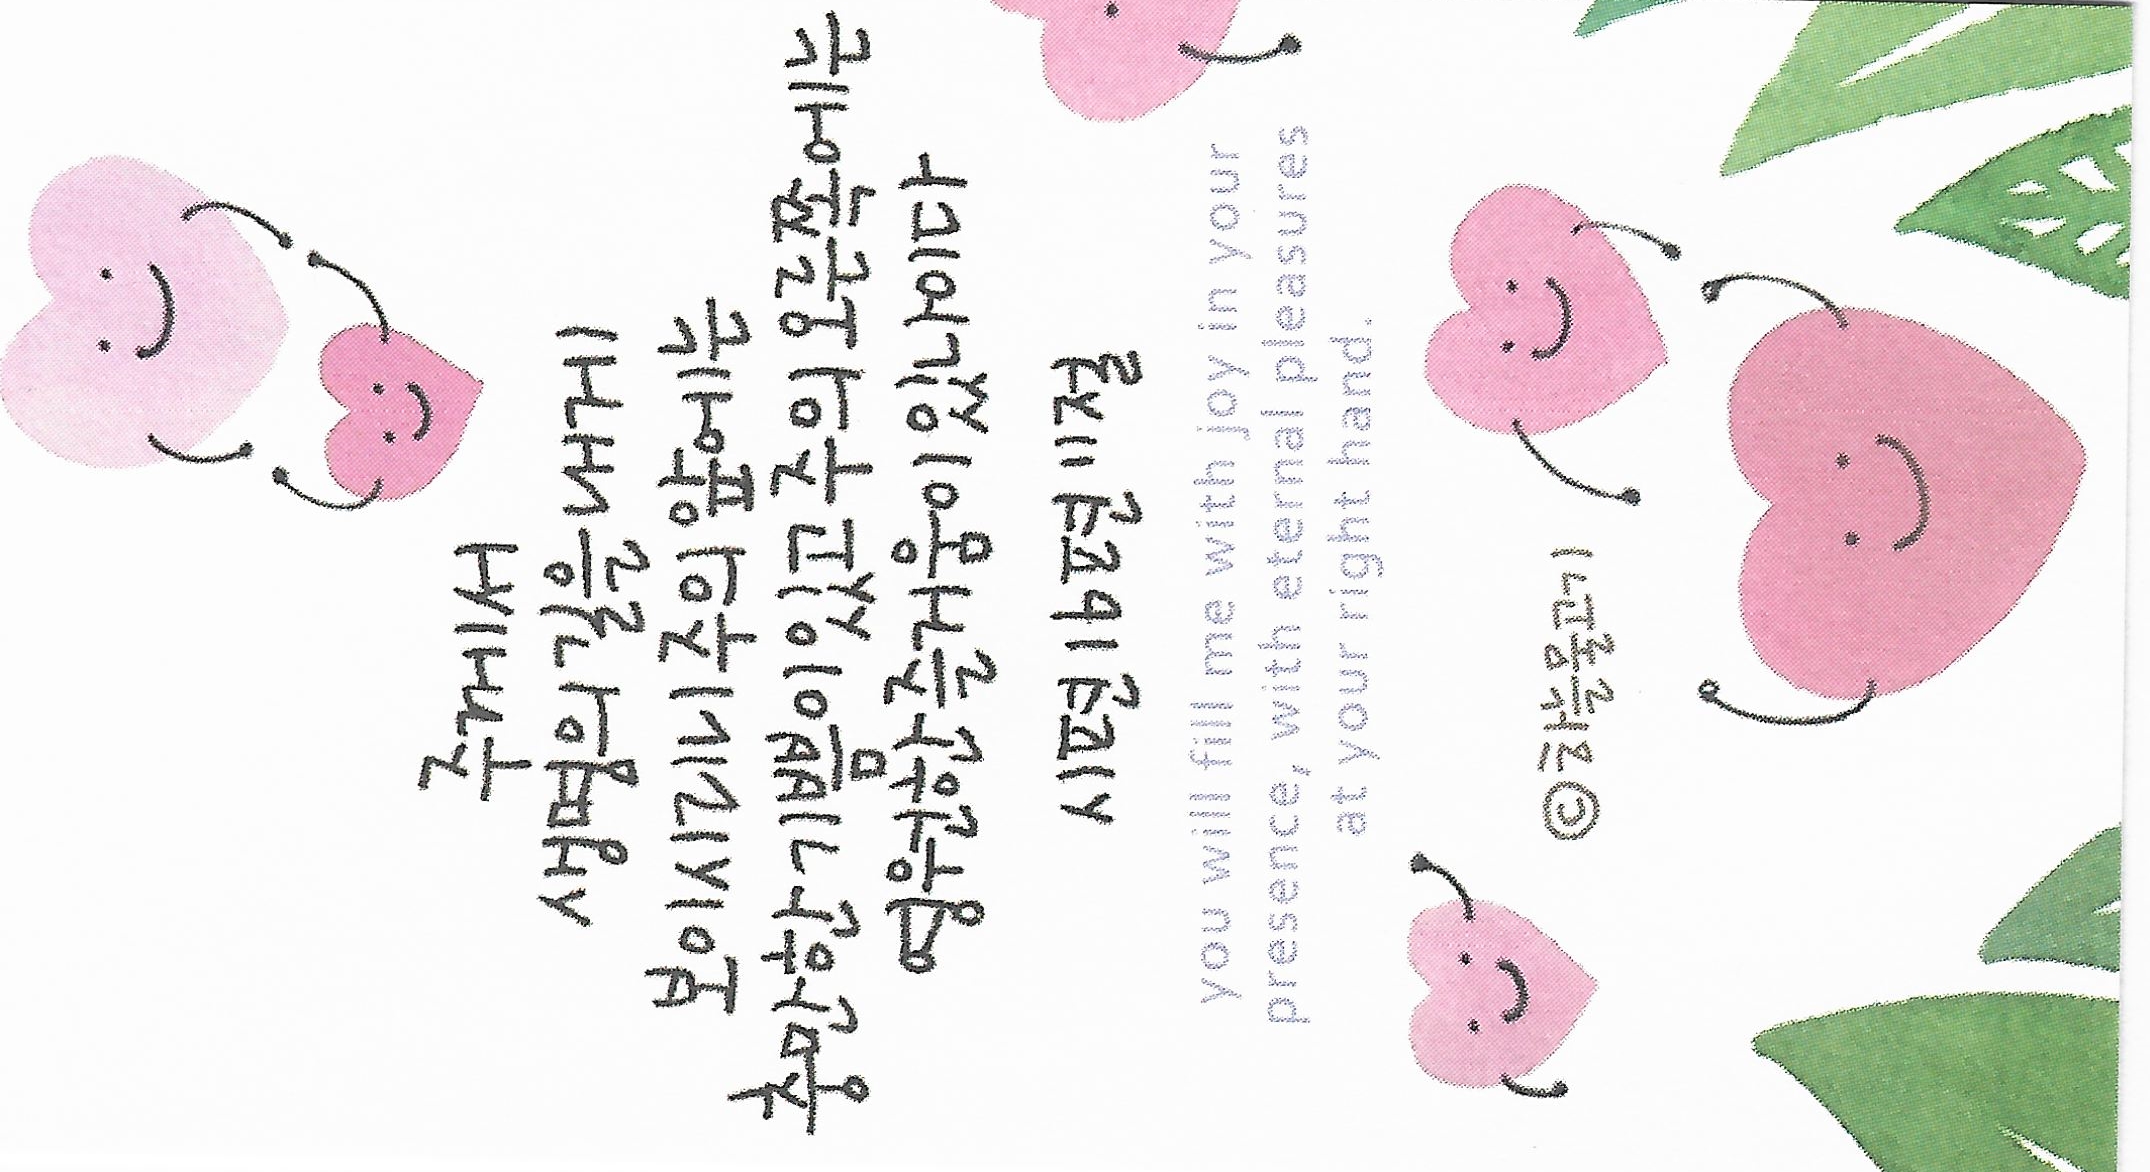 주께서
생명의 길을 내게
보이시리니 주의 앞에는
충만한 기쁨이 있고 주의 오른쪽에는
영원한 즐거움이 있나이다
시편 16편 11절
you will fill me with joy in your
presence, with eternal pleasures
at your right hand.
©하늘물고기